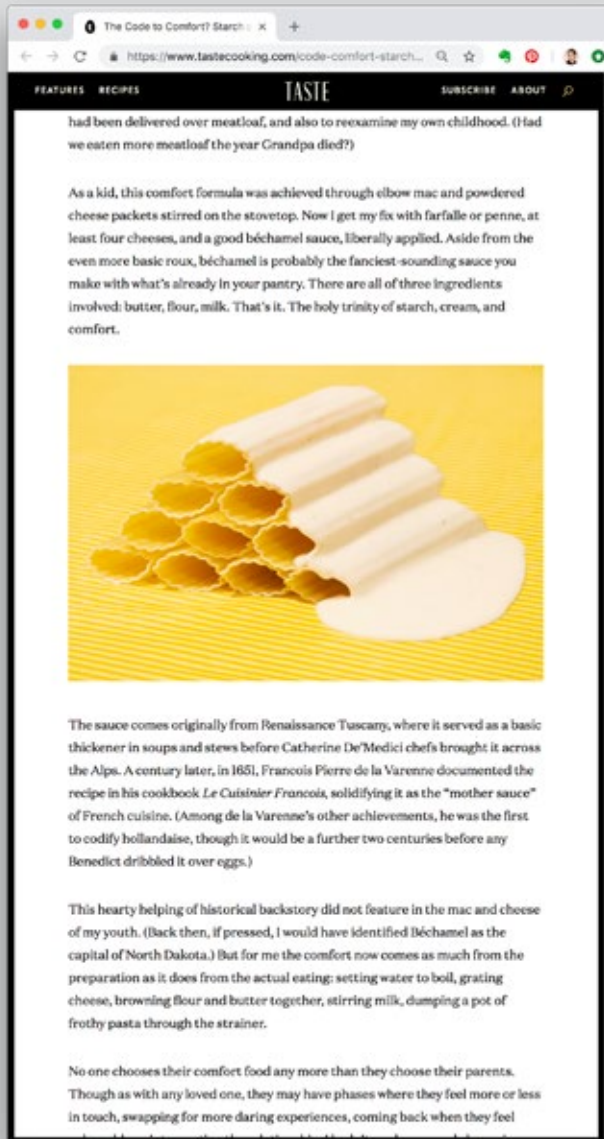 The Code to Comfort? Starch
https://www.tastecooking.com/code-comfort-starch...
FEATURES RECIPES TASTE SUBSCRIBE ABOUT
had been delivered over meatloaf, and also to reexamine my own childhood. (Had
we eaten more meatloaf the year Grandpa died?)
As a kid, this comfort formula was achieved through elbow mac and powdered
cheese packets stirred on the stovetop. Now I get my fix with farfalle or penne, at
least four cheeses, and a good béchamel sauce, liberally applied. Aside from the
even more basic roux, béchamel is probably the fanciest-sounding sauce you
make with what's already in your pantry. There are all of three ingredients
involved: butter, flour, milk. That's it. The holy trinity of starch, cream, and
comfort.
The sauce comes originally from Renaissance Tuscany, where it served as a basic
thickener in soups and stews before Catherine De'Medici chefs brought it across
the Alps. A century later, in 1651, Francois Pierre de la Varenne documented the
recipe in his cookbook Le Cuisinier Francois, solidifying it as the “mother sauce”
of French cuisine. (Among de la Varenne's other achievements, he was the first
to codify hollandaise, though it would be a further two centuries before any
Benedict dribbled it over eggs.)
This hearty helping of historical backstory did not feature in the mac and cheese
of my youth. (Back then, if pressed, I would have identified Béchamel as the
capital of North Dakota.) But for me the comfort now comes as much from the
preparation as it does from the actual eating: setting water to boil, grating
cheese, browning flour and butter together, stirring milk, dumping a pot of
frothy pasta through the strainer.
No one chooses their comfort food any more than they choose their parents.
Though as with any loved one, they may have phases where they feel more or less
in touch, swapping for more daring experiences, coming back when they feel